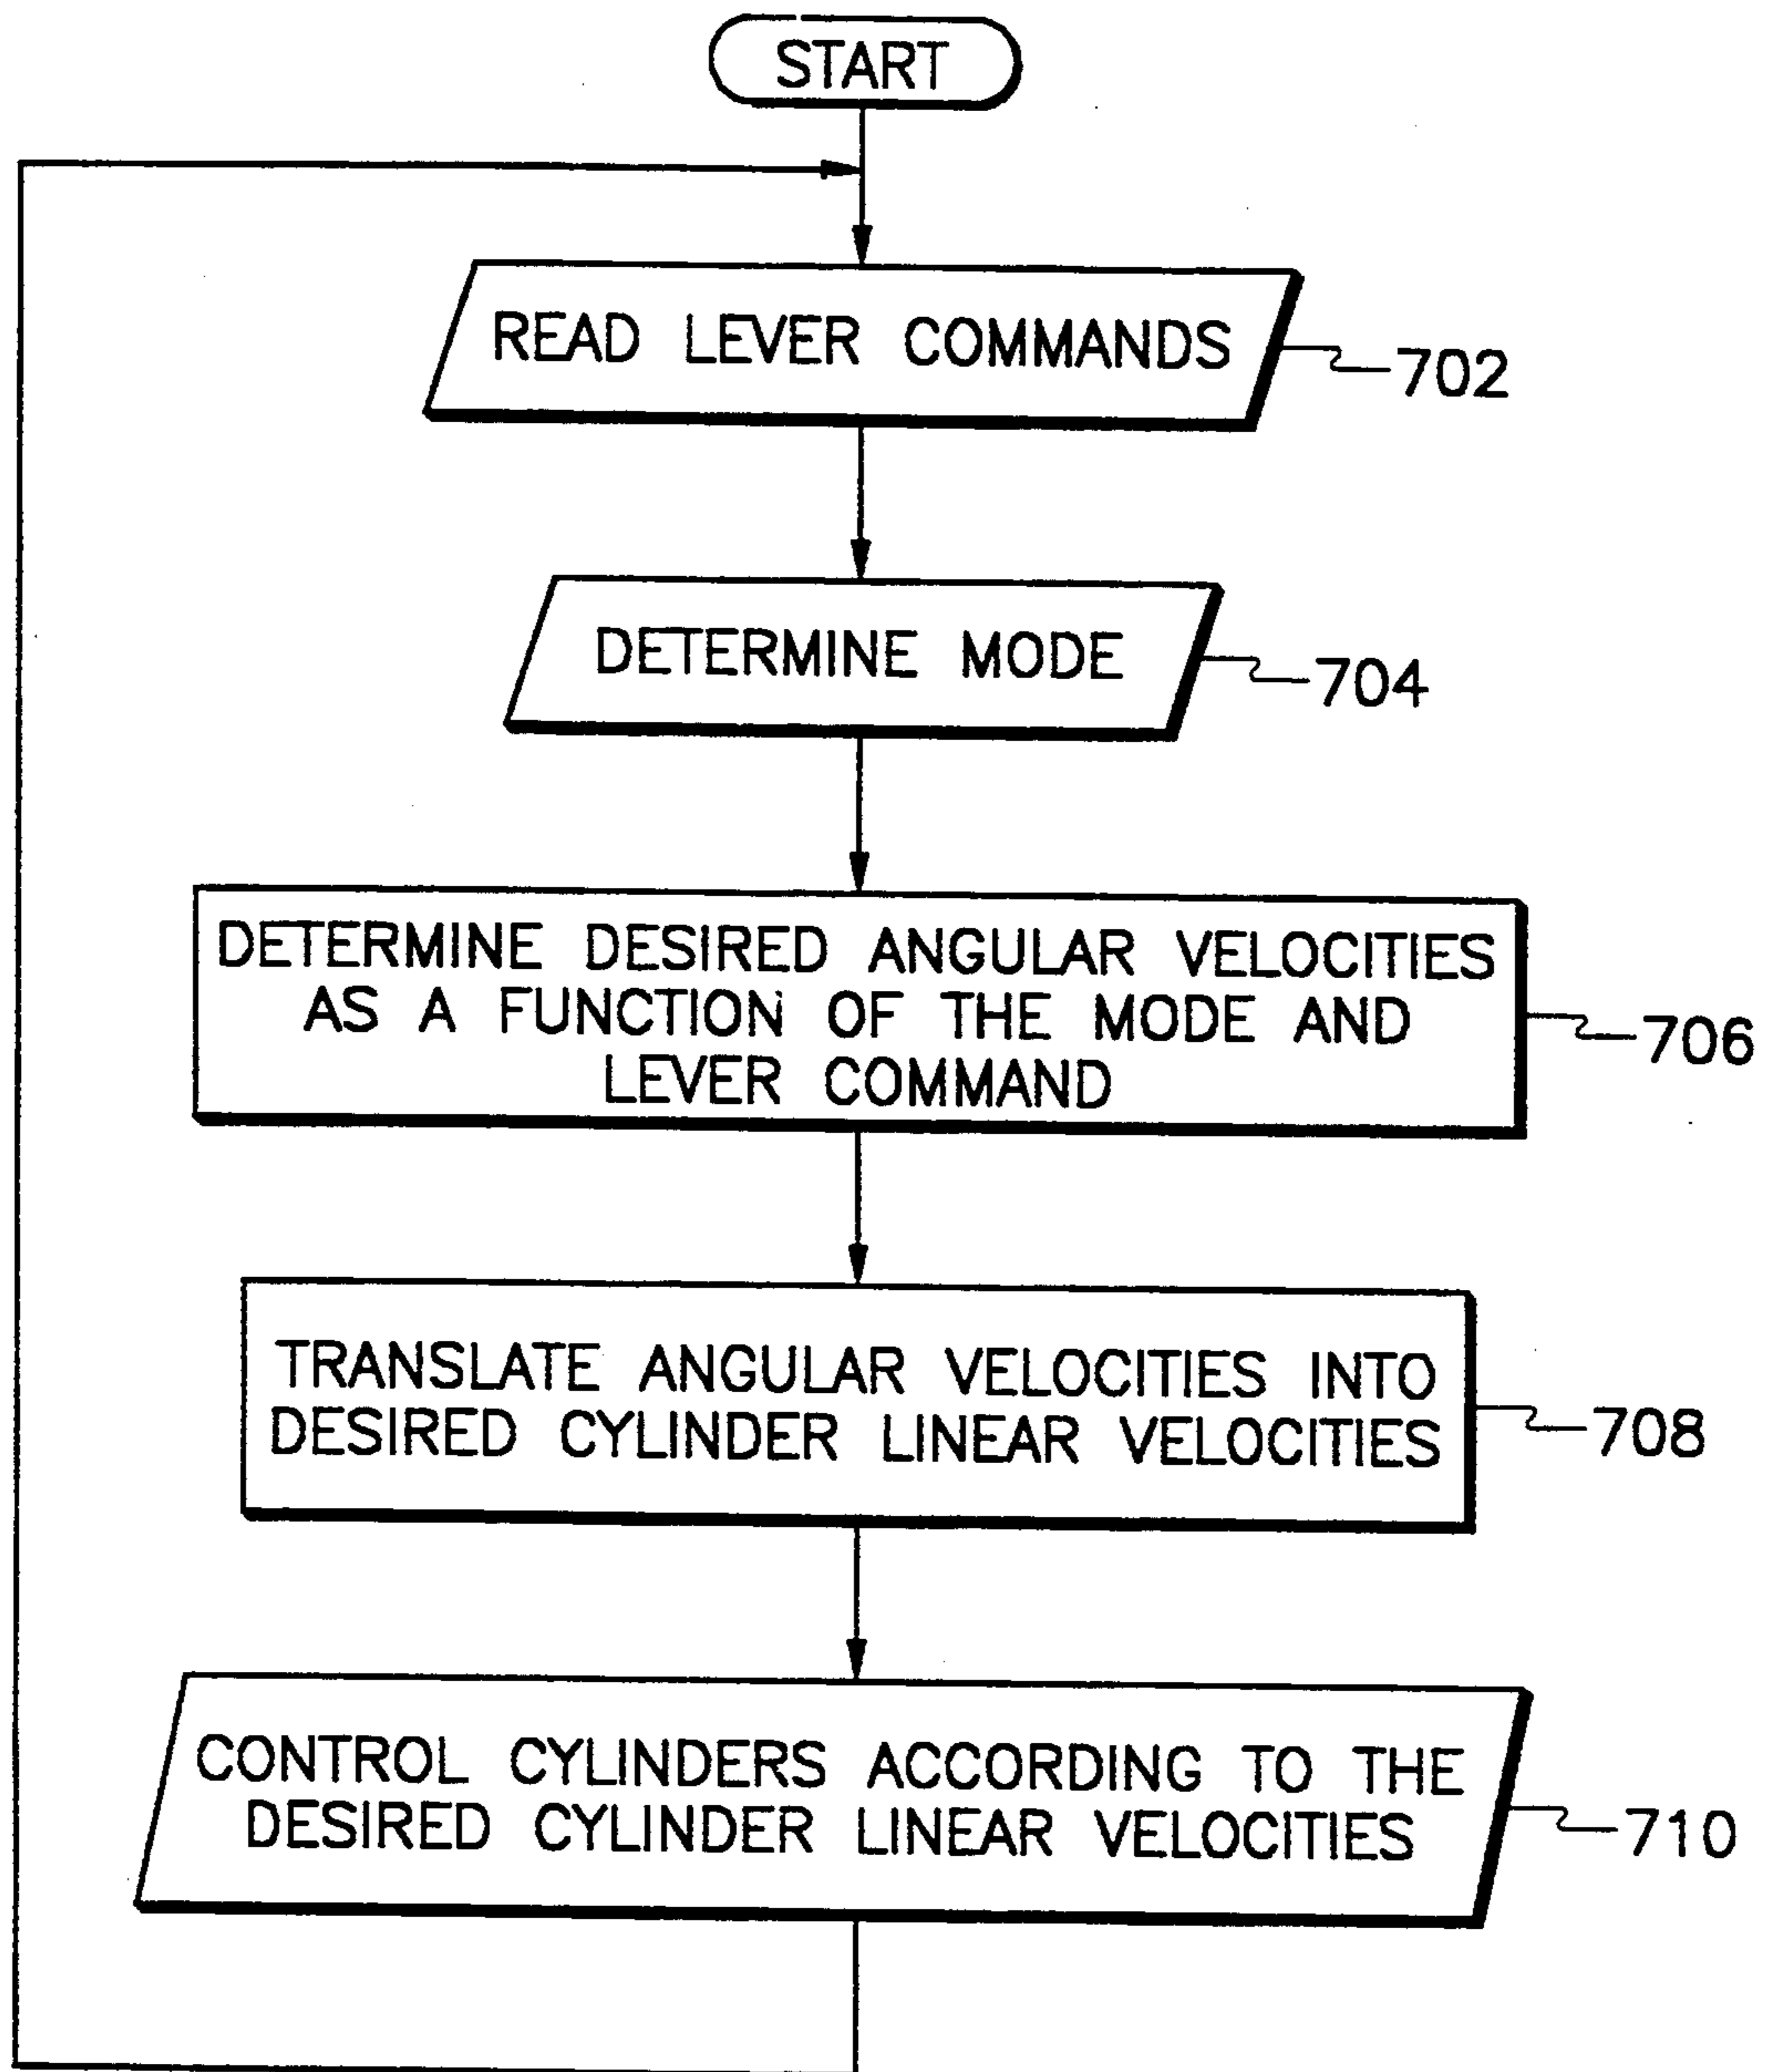 START
READ LEVER COMMANDS
702
DETERMINE MODE
704
DETERMINE DESIRED ANGULAR VELOCITIES
AS A FUNCTION OF THE MODE AND
LEVER COMMAND
706
TRANSLATE ANGULAR VELOCITIES INTO
DESIRED CYLINDER LINEAR VELOCITIES
708
CONTROL CYLINDERS ACCORDING TO THE
DESIRED CYLINDER LINEAR VELOCITIES
710